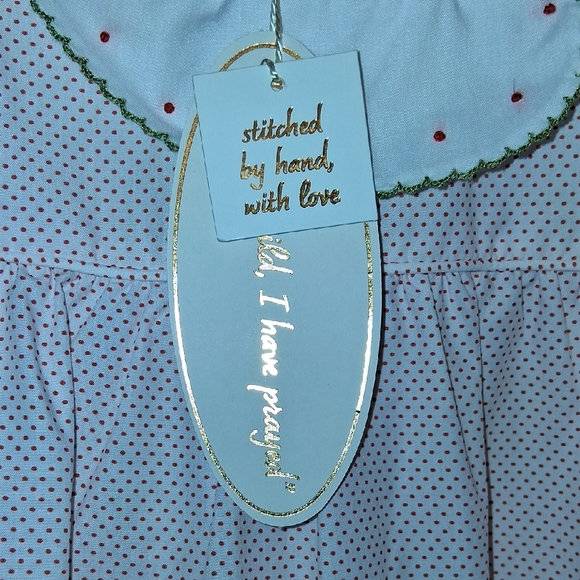 stitched
by hand,
with love
ild, I have prayed"